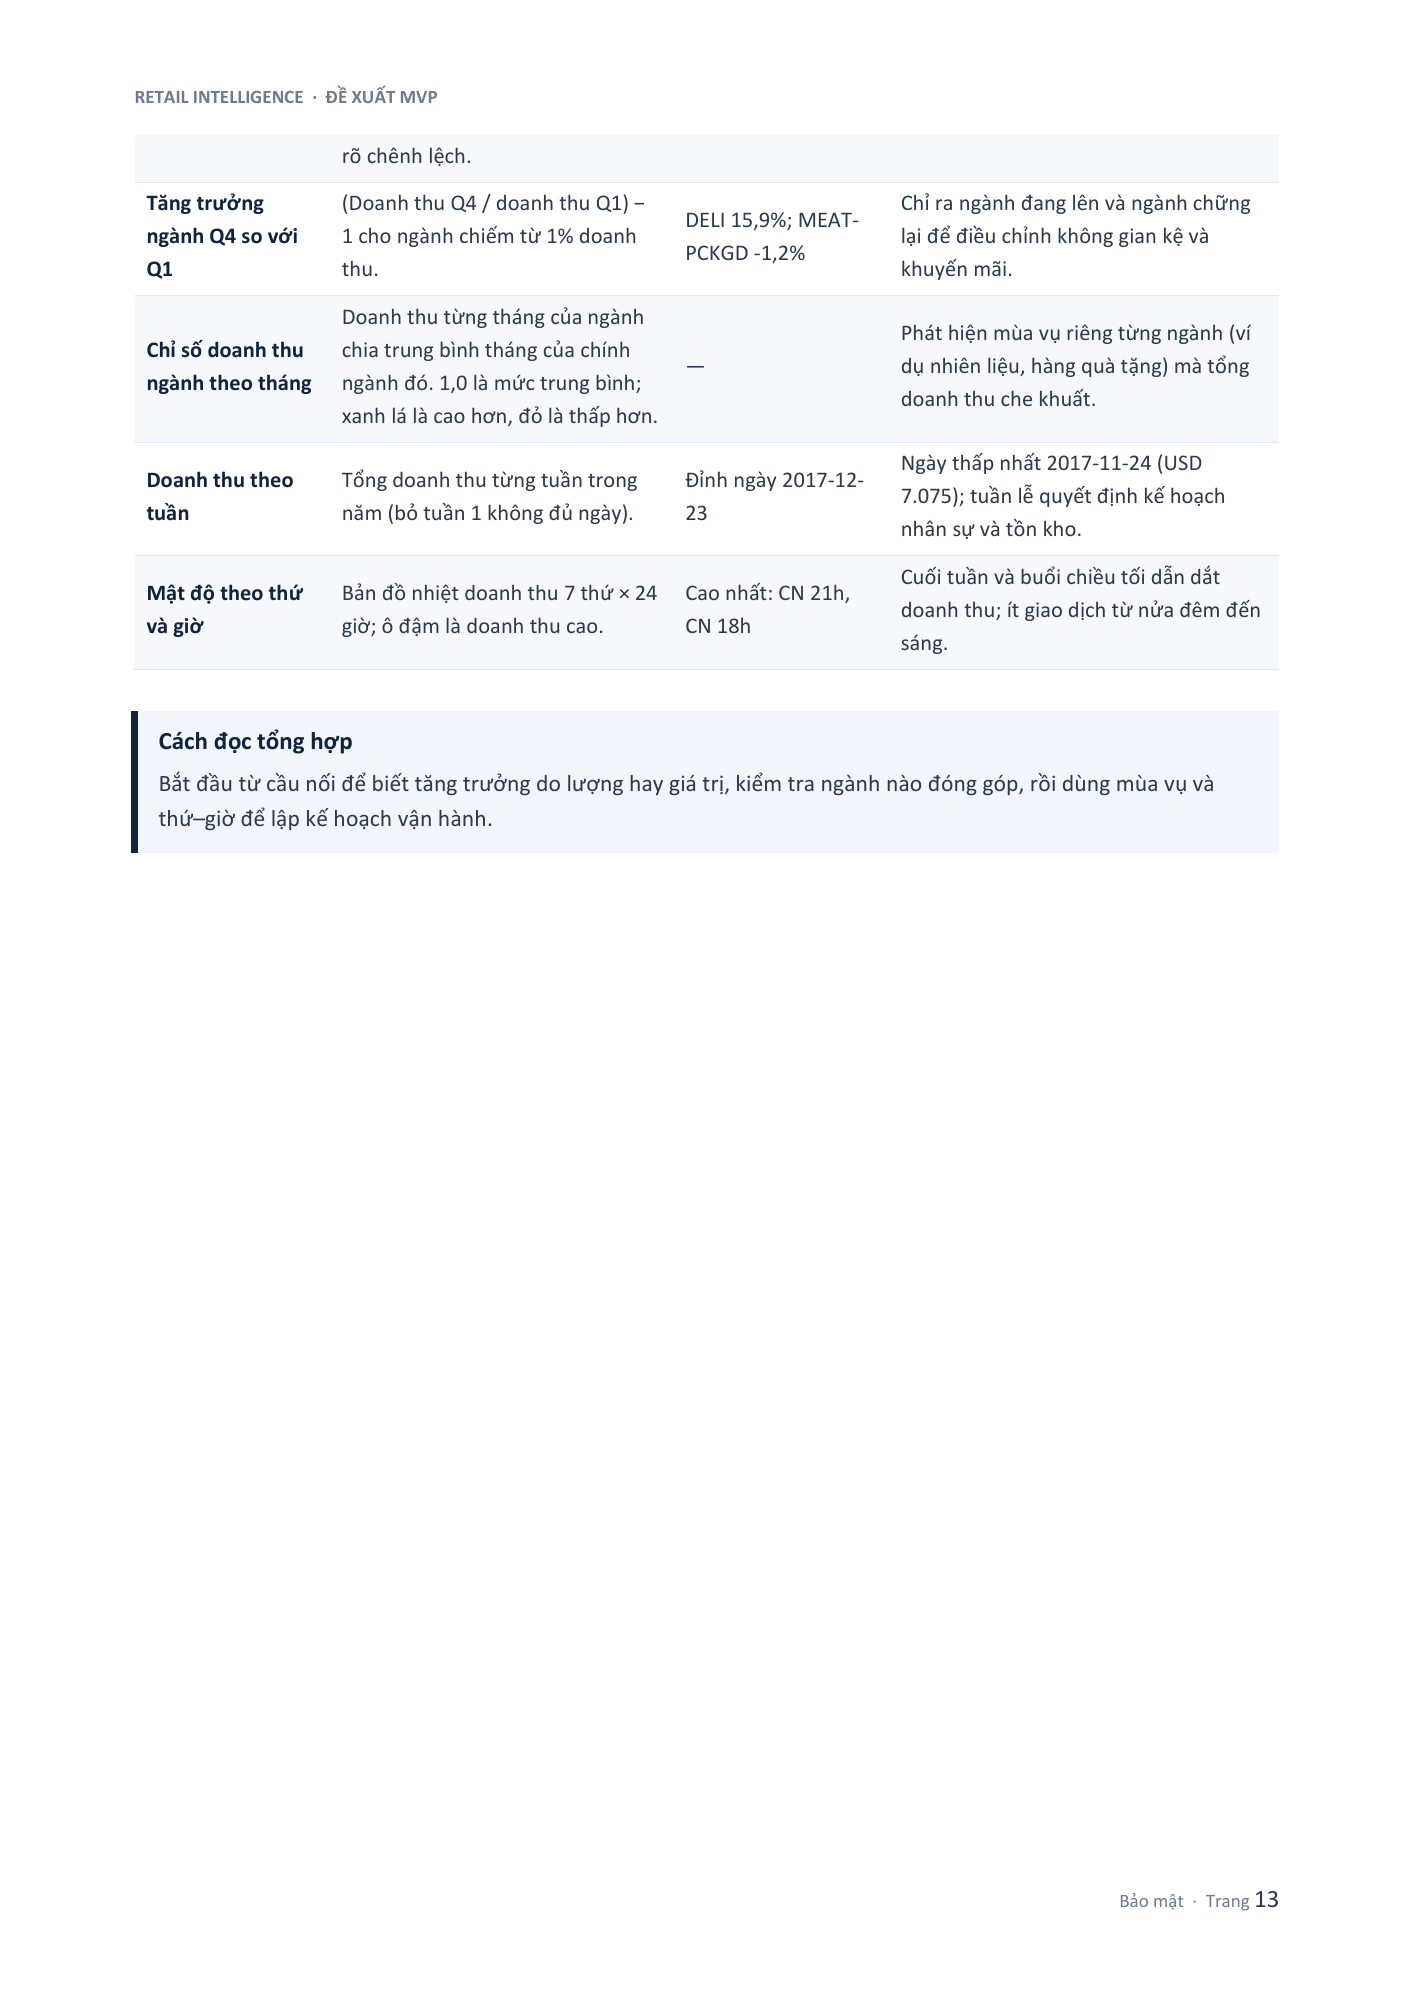 RETAIL INTELLIGENCE · ĐỀ XUẤT MVP
rõ chênh lệch.
Tăng trưởng
ngành Q4 so với
Q1
(Doanh thu Q4 / doanh thu Q1) −
1 cho ngành chiếm từ 1% doanh
thu.
DELI 15,9%; MEAT-
PCKGD -1,2%
Chỉ ra ngành đang lên và ngành chững
lại để điều chỉnh không gian kệ và
khuyến mãi.
Chỉ số doanh thu
ngành theo tháng
Doanh thu từng tháng của ngành
chia trung bình tháng của chính
ngành đó. 1,0 là mức trung bình;
xanh lá là cao hơn, đỏ là thấp hơn.
—
Phát hiện mùa vụ riêng từng ngành (ví
dụ nhiên liệu, hàng quà tặng) mà tổng
doanh thu che khuất.
Doanh thu theo
tuần
Tổng doanh thu từng tuần trong
năm (bỏ tuần 1 không đủ ngày).
Đỉnh ngày 2017-12-
23
Ngày thấp nhất 2017-11-24 (USD
7.075); tuần lễ quyết định kế hoạch
nhân sự và tồn kho.
Mật độ theo thứ
và giờ
Bản đồ nhiệt doanh thu 7 thứ × 24
giờ; ô đậm là doanh thu cao.
Cao nhất: CN 21h,
CN 18h
Cuối tuần và buổi chiều tối dẫn dắt
doanh thu; ít giao dịch từ nửa đêm đến
sáng.
Cách đọc tổng hợp
Bắt đầu từ cầu nối để biết tăng trưởng do lượng hay giá trị, kiểm tra ngành nào đóng góp, rồi dùng mùa vụ và
thứ–giờ để lập kế hoạch vận hành.
Bảo mật · Trang 13